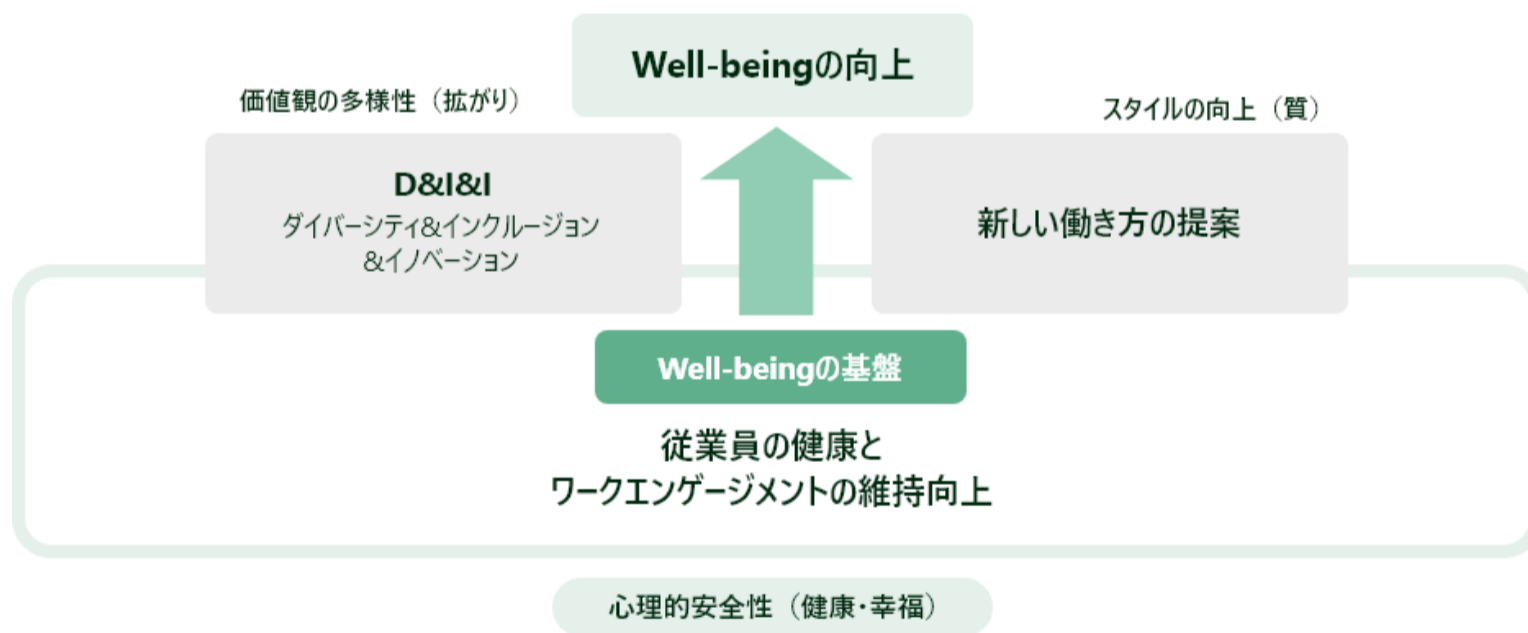 Well-beingの向上
価値観の多様性（拡がり）
スタイルの向上（質）
D&I&I
ダイバーシティ&インクルージョン
&イノベーション
新しい働き方の提案
Well-beingの基盤
従業員の健康と
ワークエンゲージメントの維持向上
心理的安全性（健康・幸福）